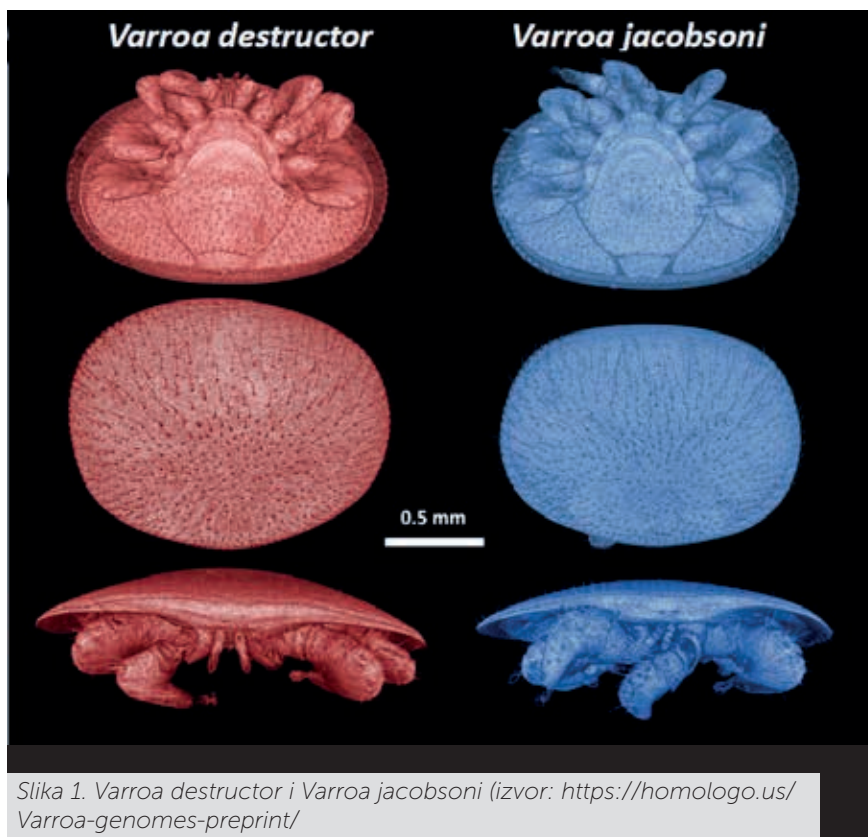 Varroa destructor
Varroa jacobsoni
0.5 mm
Slika 1. Varroa destructor i Varroa jacobsoni (izvor: https://homologo.us/
Varroa-genomes-preprint/